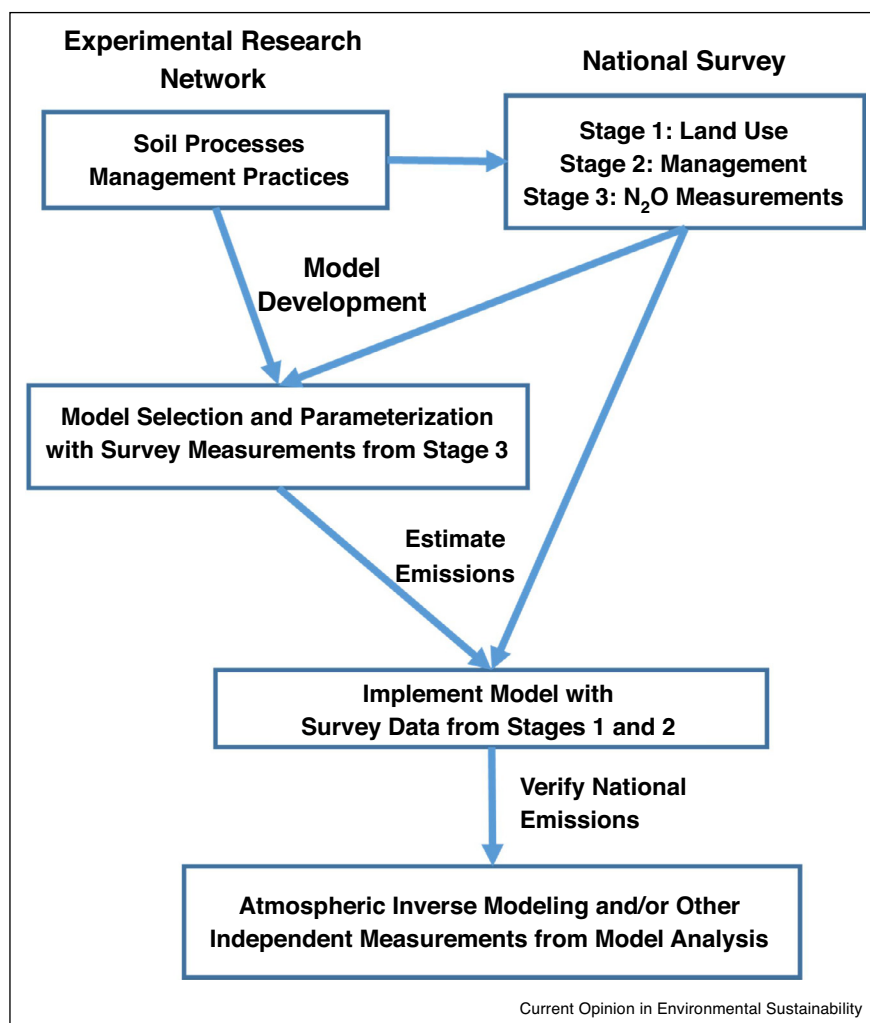 Experimental Research
Network
National Survey
Soil Processes
Management Practices
Stage 1: Land Use
Stage 2: Management
Stage 3: N₂O Measurements
Model
Development
Model Selection and Parameterization
with Survey Measurements from Stage 3
Estimate
Emissions
Implement Model with
Survey Data from Stages 1 and 2
Verify National
Emissions
Atmospheric Inverse Modeling and/or Other
Independent Measurements from Model Analysis
Current Opinion in Environmental Sustainability